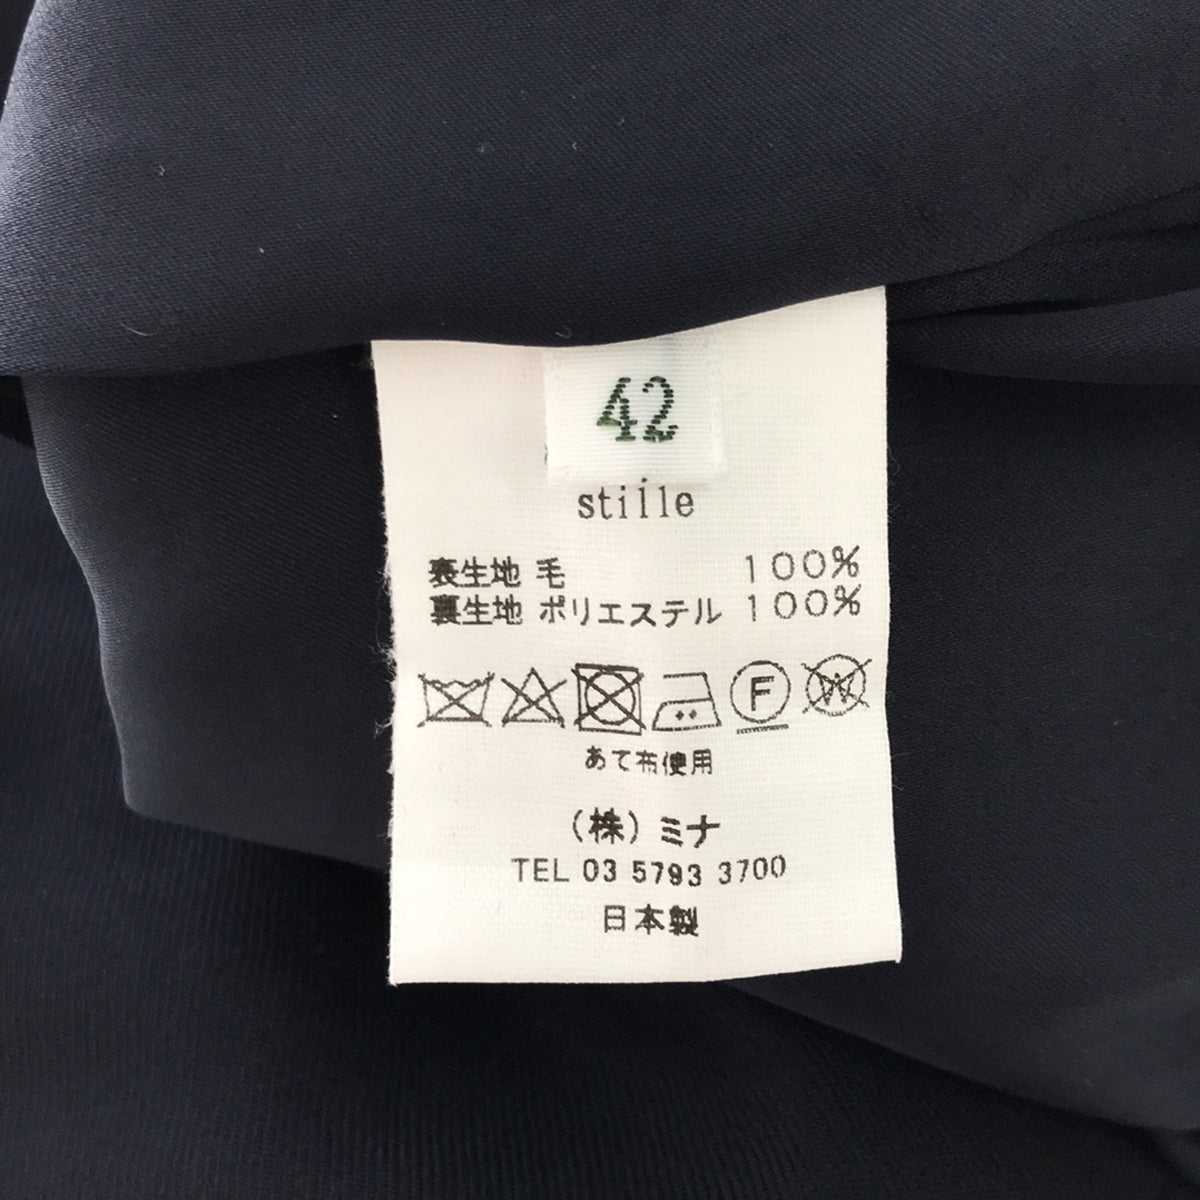 42
stille
表生地 毛 100%
裏生地 ポリエステル 100%
F W
あて布使用
(株) ミナ
TEL 03 5793 3700
日本製